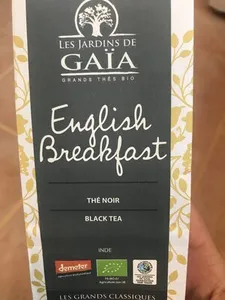 LES JARDINS DE
GAÏA
GRANDS THÉS BIO
English
Breakfast
THÉ NOIR
BLACK TEA
INDE
demeter
LES GRANDS CLASSIQUES